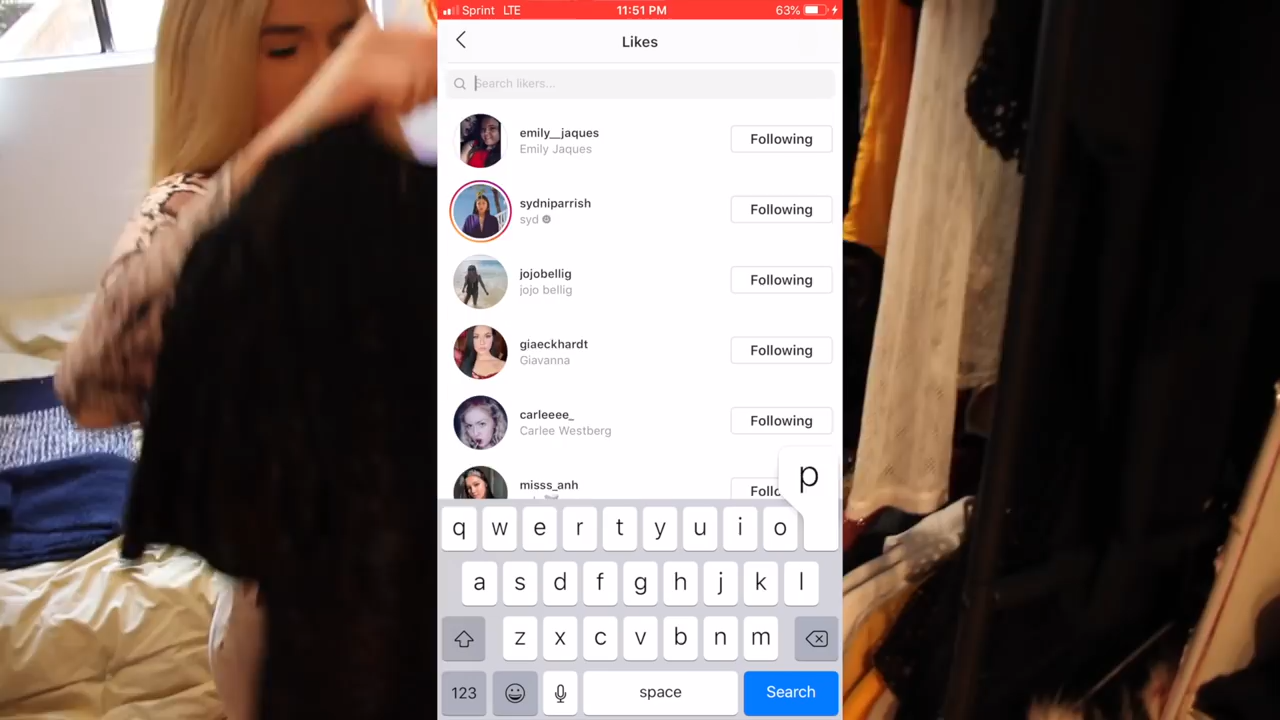 Sprint LTE 11:51 PM 63%
Likes
Search likers...
emily__jaques
Emily Jaques
Following
sydniparrish
syd
Following
jojobellig
jojo bellig
Following
giaeckhardt
Giavanna
Following
carleeee_
Carlee Westberg
Following
misss_anh
p
q w e r t y u i o
a s d f g h j k l
z x c v b n m
123 space Search